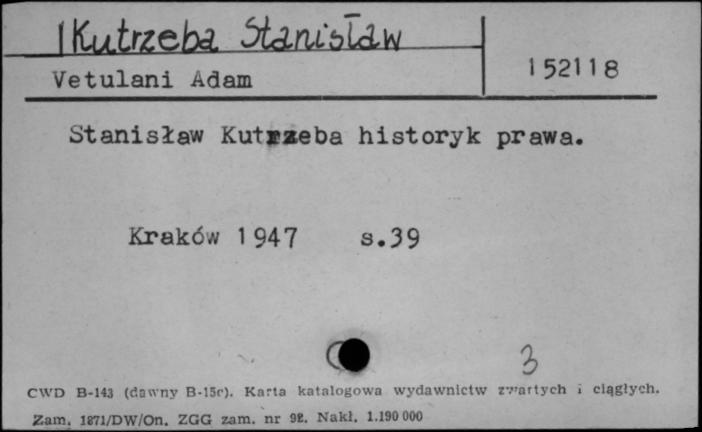 Kutrzeba Stanisław
Vetulani Adam
152118
Stanisław Kutrzeba historyk prawa.
Kraków 1947 s.39
3
CWD B-143 (dawny B-15c). Karta katalogowa wydawnictw zwartych i ciągłych.
Zam. 1871/DW/On. ZGG zam. nr 98. Nakł. 1.190 000